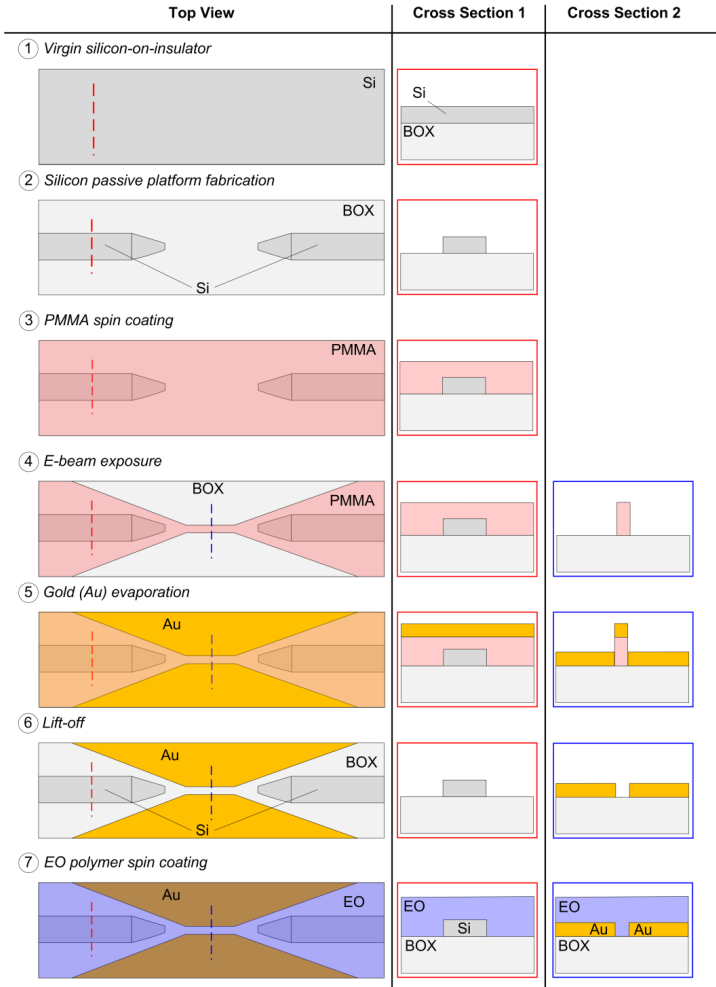 Top View Cross Section 1 Cross Section 2
1 Virgin silicon-on-insulator
Si
Si
BOX
2 Silicon passive platform fabrication
BOX
Si
3 PMMA spin coating
PMMA
4 E-beam exposure
BOX
PMMA
5 Gold (Au) evaporation
Au
6 Lift-off
Au
BOX
Si
7 EO polymer spin coating
Au
EO
EO
Si
BOX
EO
Au Au
BOX